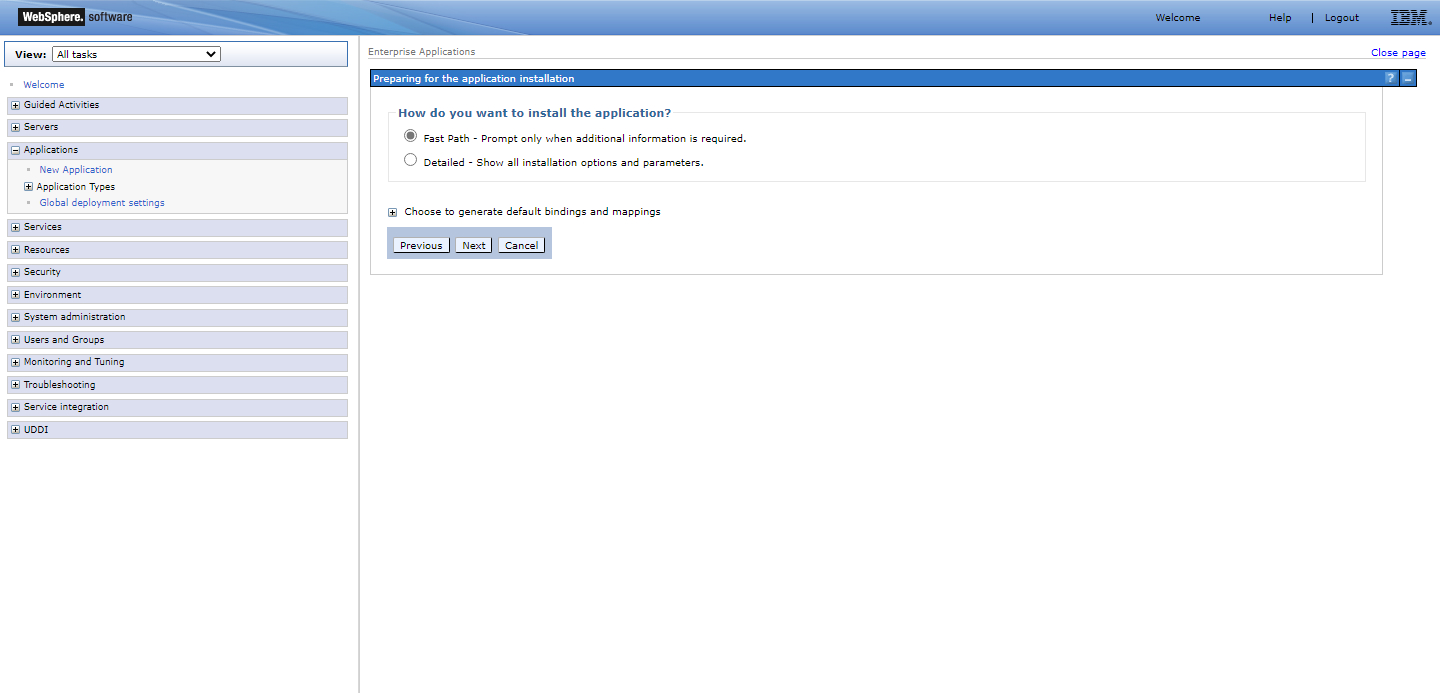 WebSphere. software
Welcome Help | Logout IBM.
View: All tasks
Welcome
Guided Activities
Servers
Applications
New Application
Application Types
Global deployment settings
Services
Resources
Security
Environment
System administration
Users and Groups
Monitoring and Tuning
Troubleshooting
Service integration
UDDI
Enterprise Applications
Close page
Preparing for the application installation ? –
How do you want to install the application?
Fast Path - Prompt only when additional information is required.
Detailed - Show all installation options and parameters.
Choose to generate default bindings and mappings
Previous Next Cancel